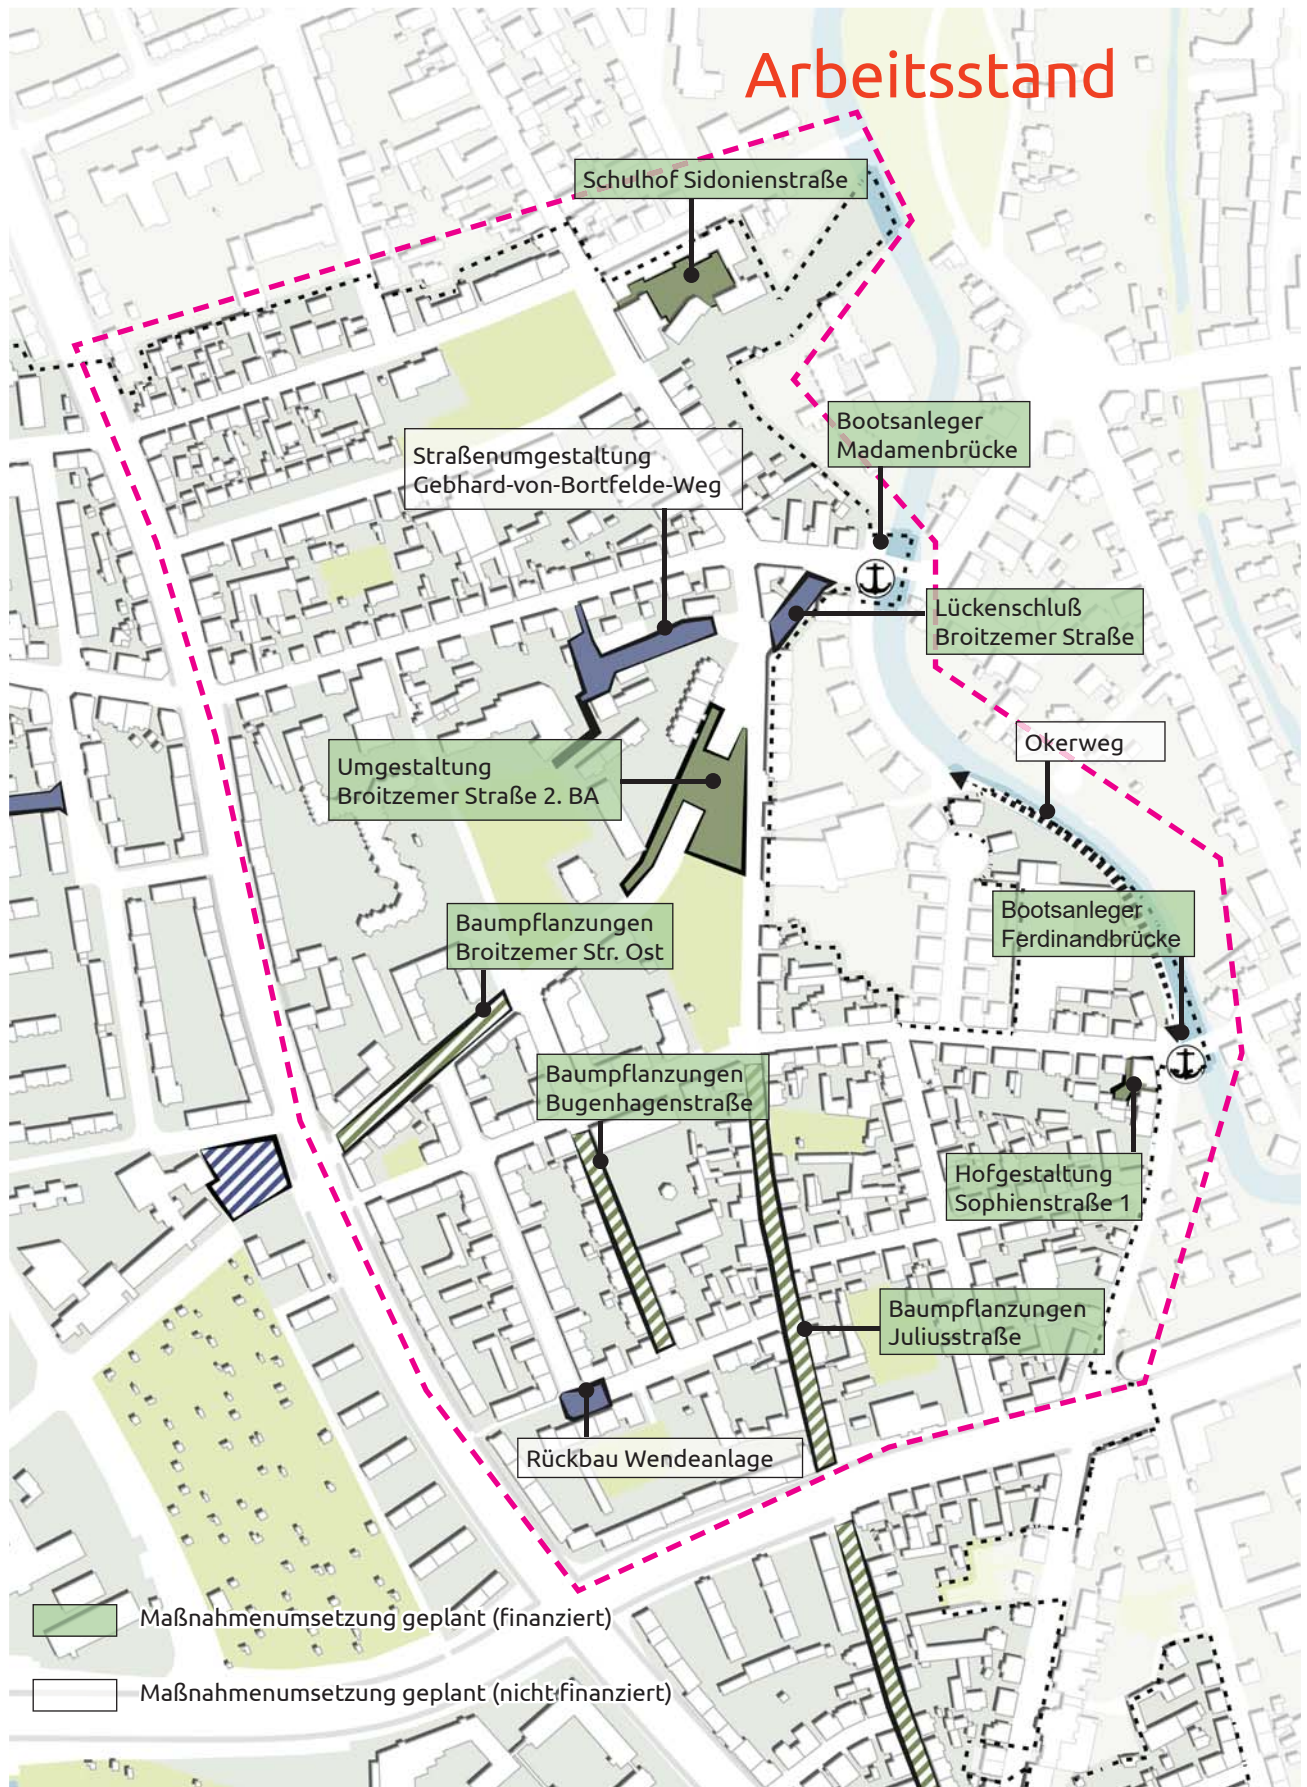 Arbeitsstand
Schulhof Sidonienstraße
Bootsanleger
Madamenbrücke
Straßenumgestaltung
Gebhard-von-Bortfelde-Weg
Lückenschluß
Broitzemer Straße
Okerweg
Umgestaltung
Broitzemer Straße 2. BA
Bootsanleger
Ferdinandbrücke
Baumpflanzungen
Broitzemer Str. Ost
Baumpflanzungen
Bugenhagenstraße
Hofgestaltung
Sophienstraße 1
Baumpflanzungen
Juliusstraße
Rückbau Wendeanlage
Maßnahmenumsetzung geplant (finanziert)
Maßnahmenumsetzung geplant (nicht finanziert)